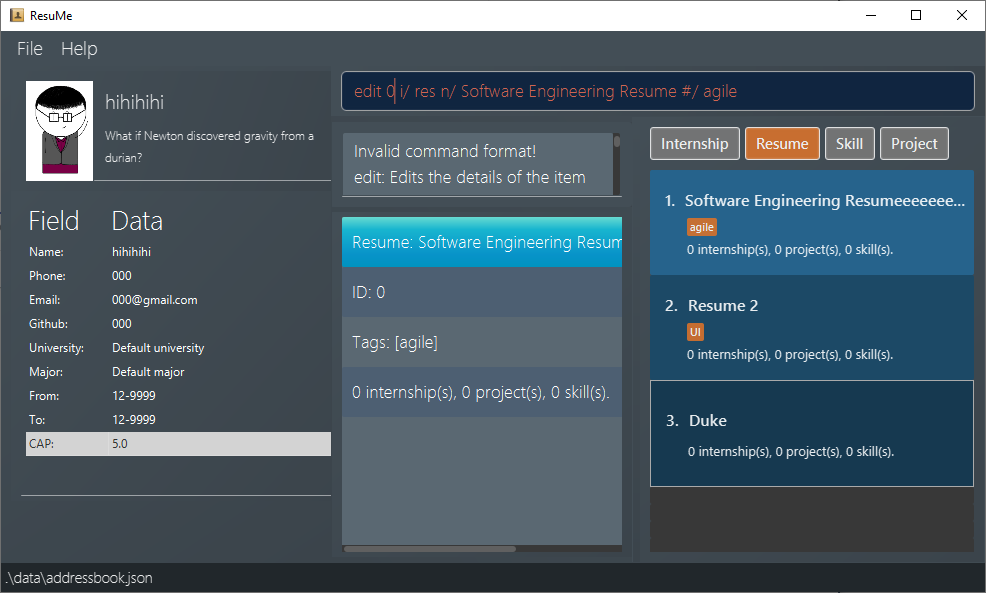 ResuMe
File Help
hihihihi
What if Newton discovered gravity from a
durian?
Field Data
Name: hihihihi
Phone: 000
Email: 000@gmail.com
Github: 000
University: Default university
Major: Default major
From: 12-9999
To: 12-9999
CAP: 5.0
edit 0 i/ res n/ Software Engineering Resume #/ agile
Invalid command format!
edit: Edits the details of the item
Resume: Software Engineering Resum
ID: 0
Tags: [agile]
0 internship(s), 0 project(s), 0 skill(s).
Internship Resume Skill Project
1. Software Engineering Resumeeeeeee...
agile
0 internship(s), 0 project(s), 0 skill(s).
2. Resume 2
UI
0 internship(s), 0 project(s), 0 skill(s).
3. Duke
0 internship(s), 0 project(s), 0 skill(s).
.\data\addressbook.json